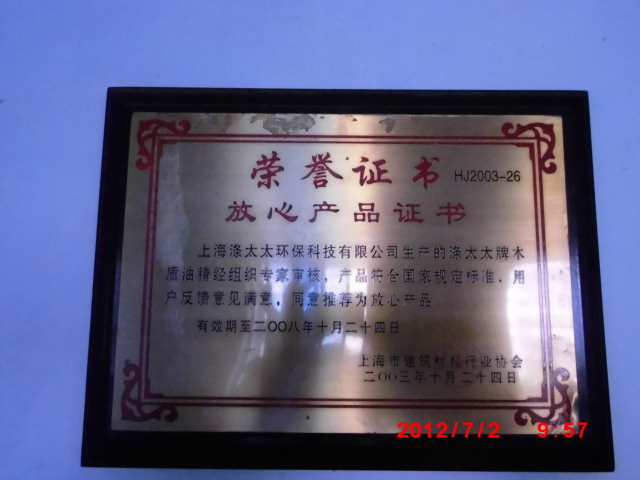 荣誉证书 HJ2003-26
放心产品证书
上海涤太太环保科技有限公司生产的涤太太牌木
质油精经组织专家审核，产品符合国家规定标准，用
户反馈意见满意，同意推荐为放心产品
有效期至二〇〇八年十月二十四日
上海市建筑材料行业协会
二〇〇三年十月二十四日
2012/7/2 9:57